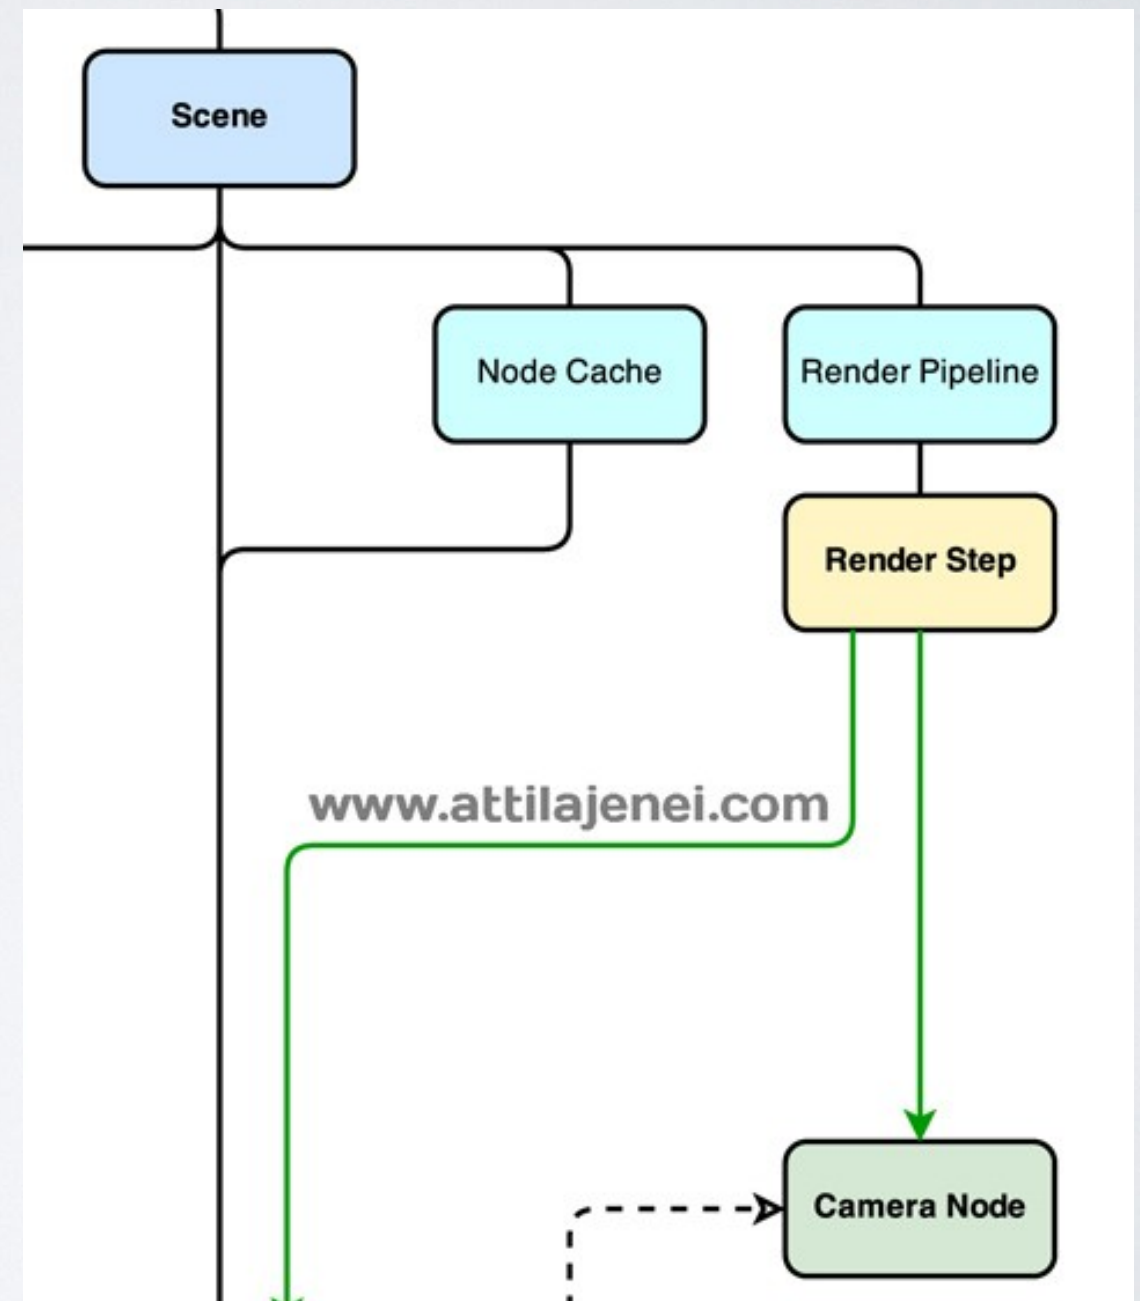 Scene
Node Cache
Render Pipeline
Render Step
www.attilajenei.com
Camera Node